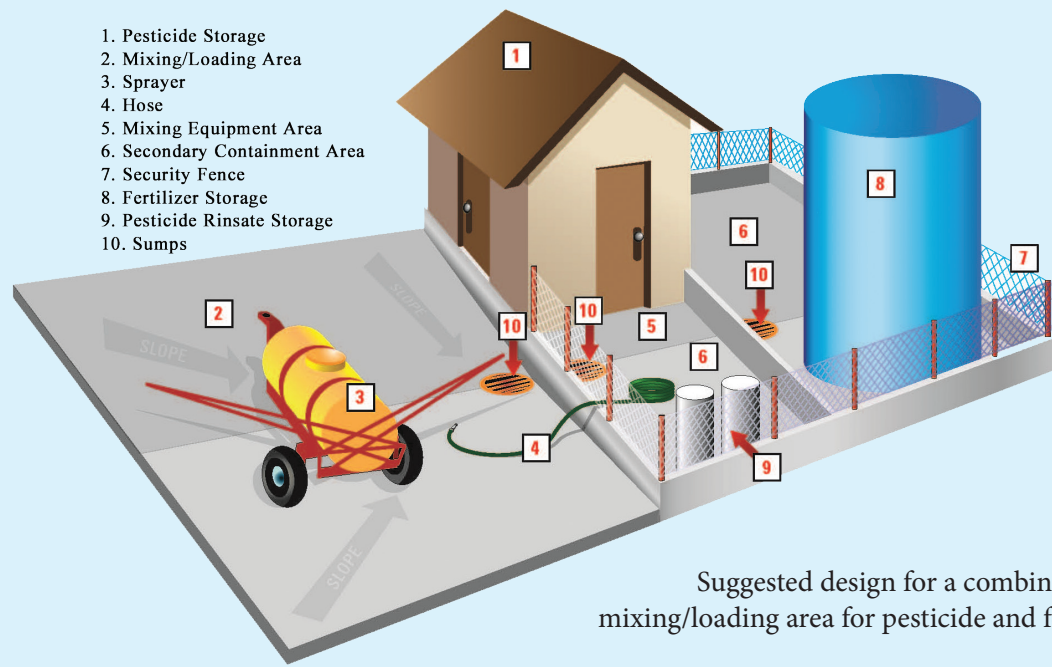 1. Pesticide Storage
2. Mixing/Loading Area
3. Sprayer
4. Hose
5. Mixing Equipment Area
6. Secondary Containment Area
7. Security Fence
8. Fertilizer Storage
9. Pesticide Rinsate Storage
10. Sumps
1
8
6
7
10
2
SLOPE
SLOPE
10
10
5
6
3
4
9
SLOPE
Suggested design for a combin
mixing/loading area for pesticide and f